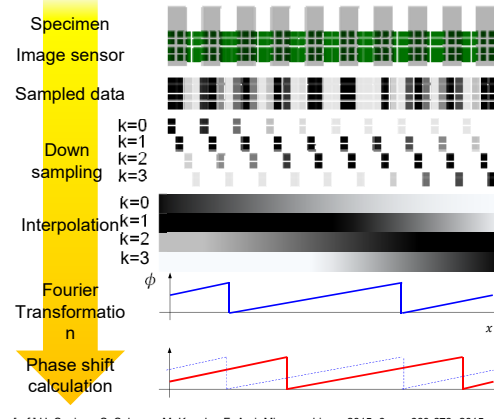 Specimen
Image sensor
Sampled data
k=0
k=1
Down
sampling
k=2
k=3
k=0
Interpolation
k=1
k=2
k=3
ϕ
Fourier
Transformatio
n
x
Phase shift
calculation